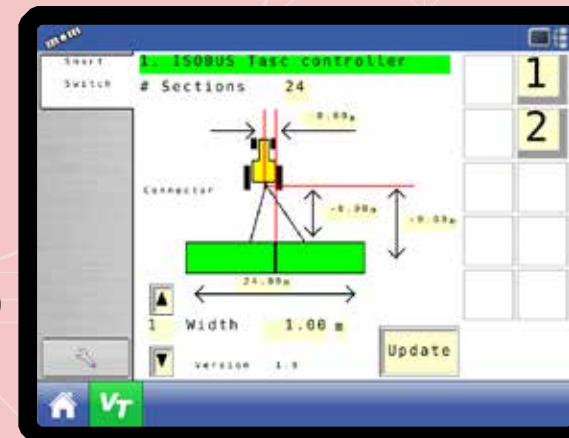 Smart
Switch
1. ISOBUS Tasc controller
# Sections 24
-0.00m
Connector
-0.00m
-0.00m
24.00m
1 Width 1.00 m
Update
Version 1.0
1
2
VT